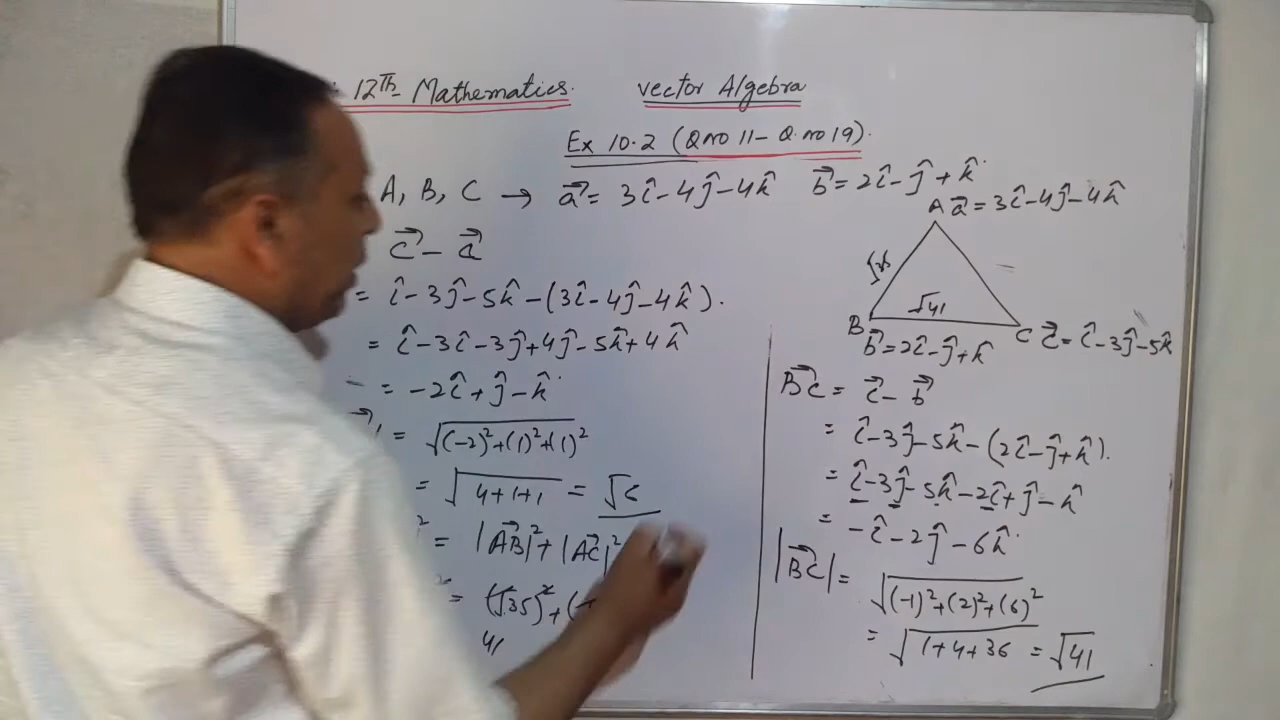 12Th Mathematics. vector Algebra
Ex 10.2 (Q no 11 - Q. no 19).
A, B, C → a⃗ = 3î - 4ĵ - 4k̂ b⃗ = 2î - ĵ + k̂
A a⃗ = 3î - 4ĵ - 4k̂
c⃗ - a⃗
= î - 3ĵ - 5k̂ - (3î - 4ĵ - 4k̂).
= î - 3î - 3ĵ + 4ĵ - 5k̂ + 4k̂
= -2î + ĵ - k̂
= √(-2)² + (1)² + (1)²
= √4+1+1 = √6
² = |AB⃗|² + |AC⃗|²
= (√35)² + (
41
√41
B C c⃗ = î - 3ĵ - 5k̂
b⃗ = 2î - ĵ + k̂
BC⃗ = c⃗ - b⃗
= î - 3ĵ - 5k̂ - (2î - ĵ + k̂).
= î - 3ĵ - 5k̂ - 2î + ĵ - k̂
= -î - 2ĵ - 6k̂
|BC⃗| = √(-1)² + (2)² + (6)²
= √1+4+36 = √41